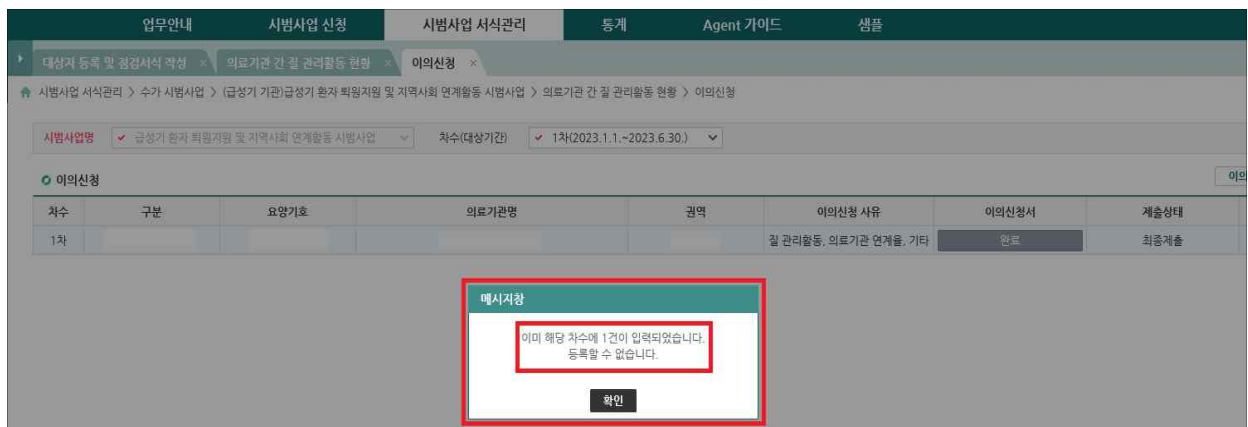 업무안내 시범사업 신청 시범사업 서식관리 통계 Agent 가이드 샘플
대상자 등록 및 점검서식 작성 × 의료기관 간 질 관리활동 현황 × 이의신청 ×
시범사업 서식관리 > 수가 시범사업 > (급성기 기관)급성기 환자 퇴원지원 및 지역사회 연계활동 시범사업 > 의료기관 간 질 관리활동 현황 > 이의신청
시범사업명 급성기 환자 퇴원지원 및 지역사회 연계활동 시범사업 차수(대상기간) 1차(2023.1.1.~2023.6.30.)
이의신청 이의
차수 구분 요양기호 의료기관명 권역 이의신청 사유 이의신청서 제출상태
1차 질 관리활동, 의료기관 연계율, 기타 완료 최종제출
메시지창
이미 해당 차수에 1건이 입력되었습니다.
등록할 수 없습니다.
확인